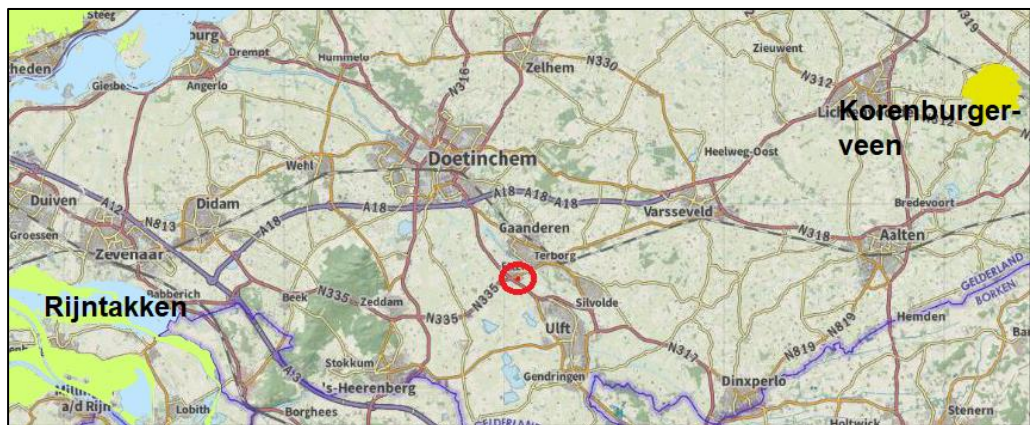 Steeg
burg
Drempt
Hummelo
N316
Zelhem
N330
Zieuwent
N312
N319
heden
Giesbe
Angerlo
Korenburger-
veen
N312
Wehl
Doetinchem
Heelweg-Oost
Duiven
A12
N813
Didam
A18
A18
A18
A18
A18
Varsseveld
Bredevoort
Groessen
Zevenaar
Gaanderen
Terborg
N318
Aalten
GELDERLAND
BORKEN
Babberich
Rijntakken
Beek
N335
Zeddam
N335
N335
Silvolde
Ulft
N317
N819
N819
Hemden
A3
Stokkum
's-Heerenberg
Gendringen
Dinxperlo
Milling
a/d Rijn
Lobith
Borghees
GELDERLAND
Holtwick
Stenern